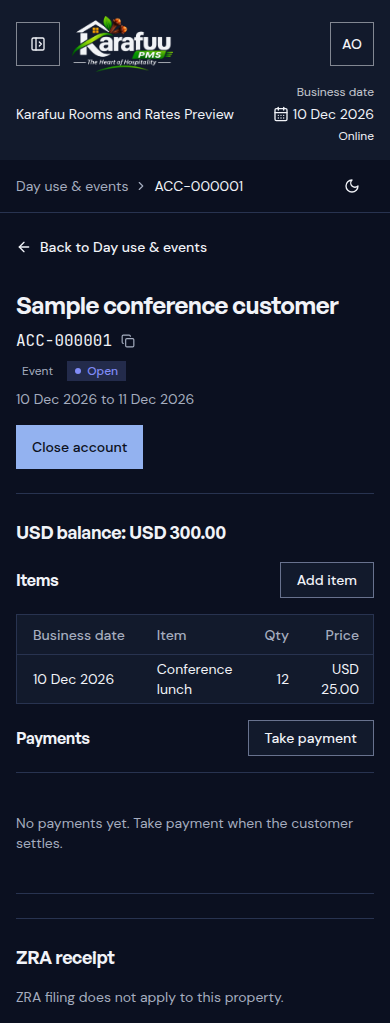 Karafuu
PMS
The Heart of Hospitality
AO
Business date
Karafuu Rooms and Rates Preview
10 Dec 2026
Online
Day use & events > ACC-000001
Back to Day use & events
Sample conference customer
ACC-000001
Event Open
10 Dec 2026 to 11 Dec 2026
Close account
USD balance: USD 300.00
Items Add item
Business date Item Qty Price
10 Dec 2026 Conference lunch 12 USD 25.00
Payments Take payment
No payments yet. Take payment when the customer
settles.
ZRA receipt
ZRA filing does not apply to this property.